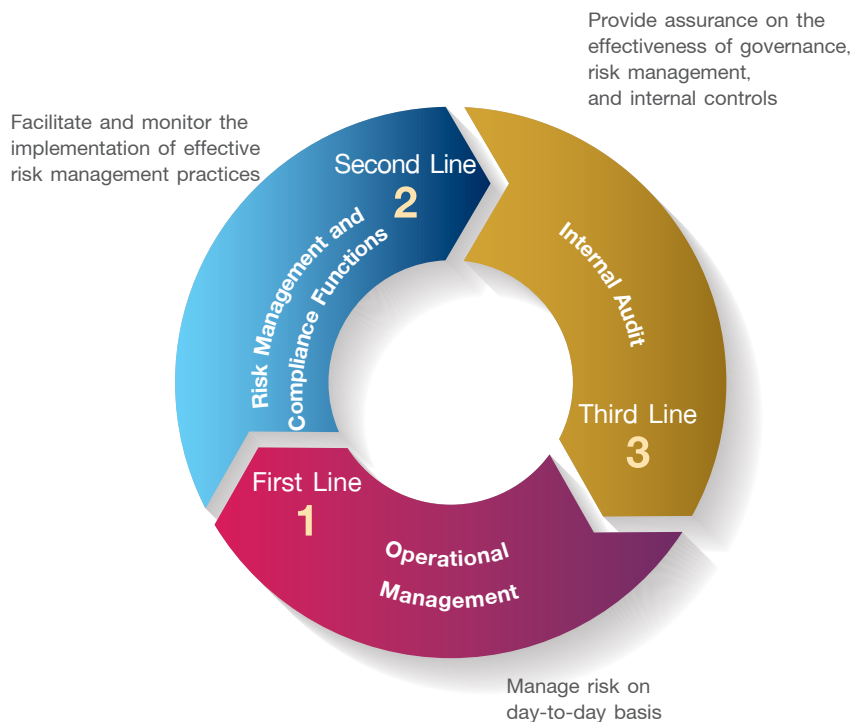 Provide assurance on the
effectiveness of governance,
risk management,
and internal controls
Facilitate and monitor the
implementation of effective
risk management practices
Second Line
2
Risk Management and
Compliance Functions
Internal Audit
Third Line
3
First Line
1
Operational
Management
Manage risk on
day-to-day basis